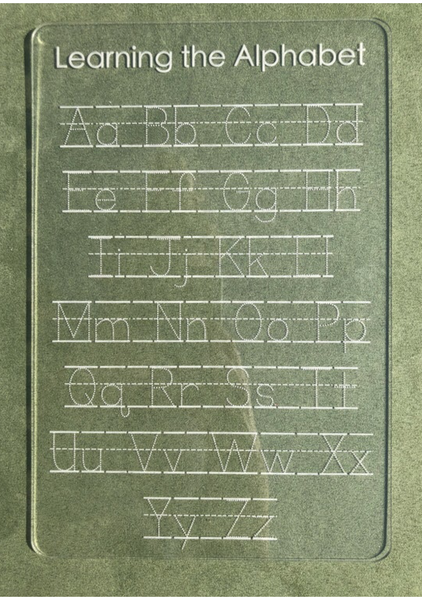 Learning the Alphabet
Aa Bb Cc Dd
Ee Ff Gg Hh
Ii Jj Kk Ll
Mm Nn Oo Pp
Qq Rr Ss Tt
Uu Vv Ww Xx
Yy Zz